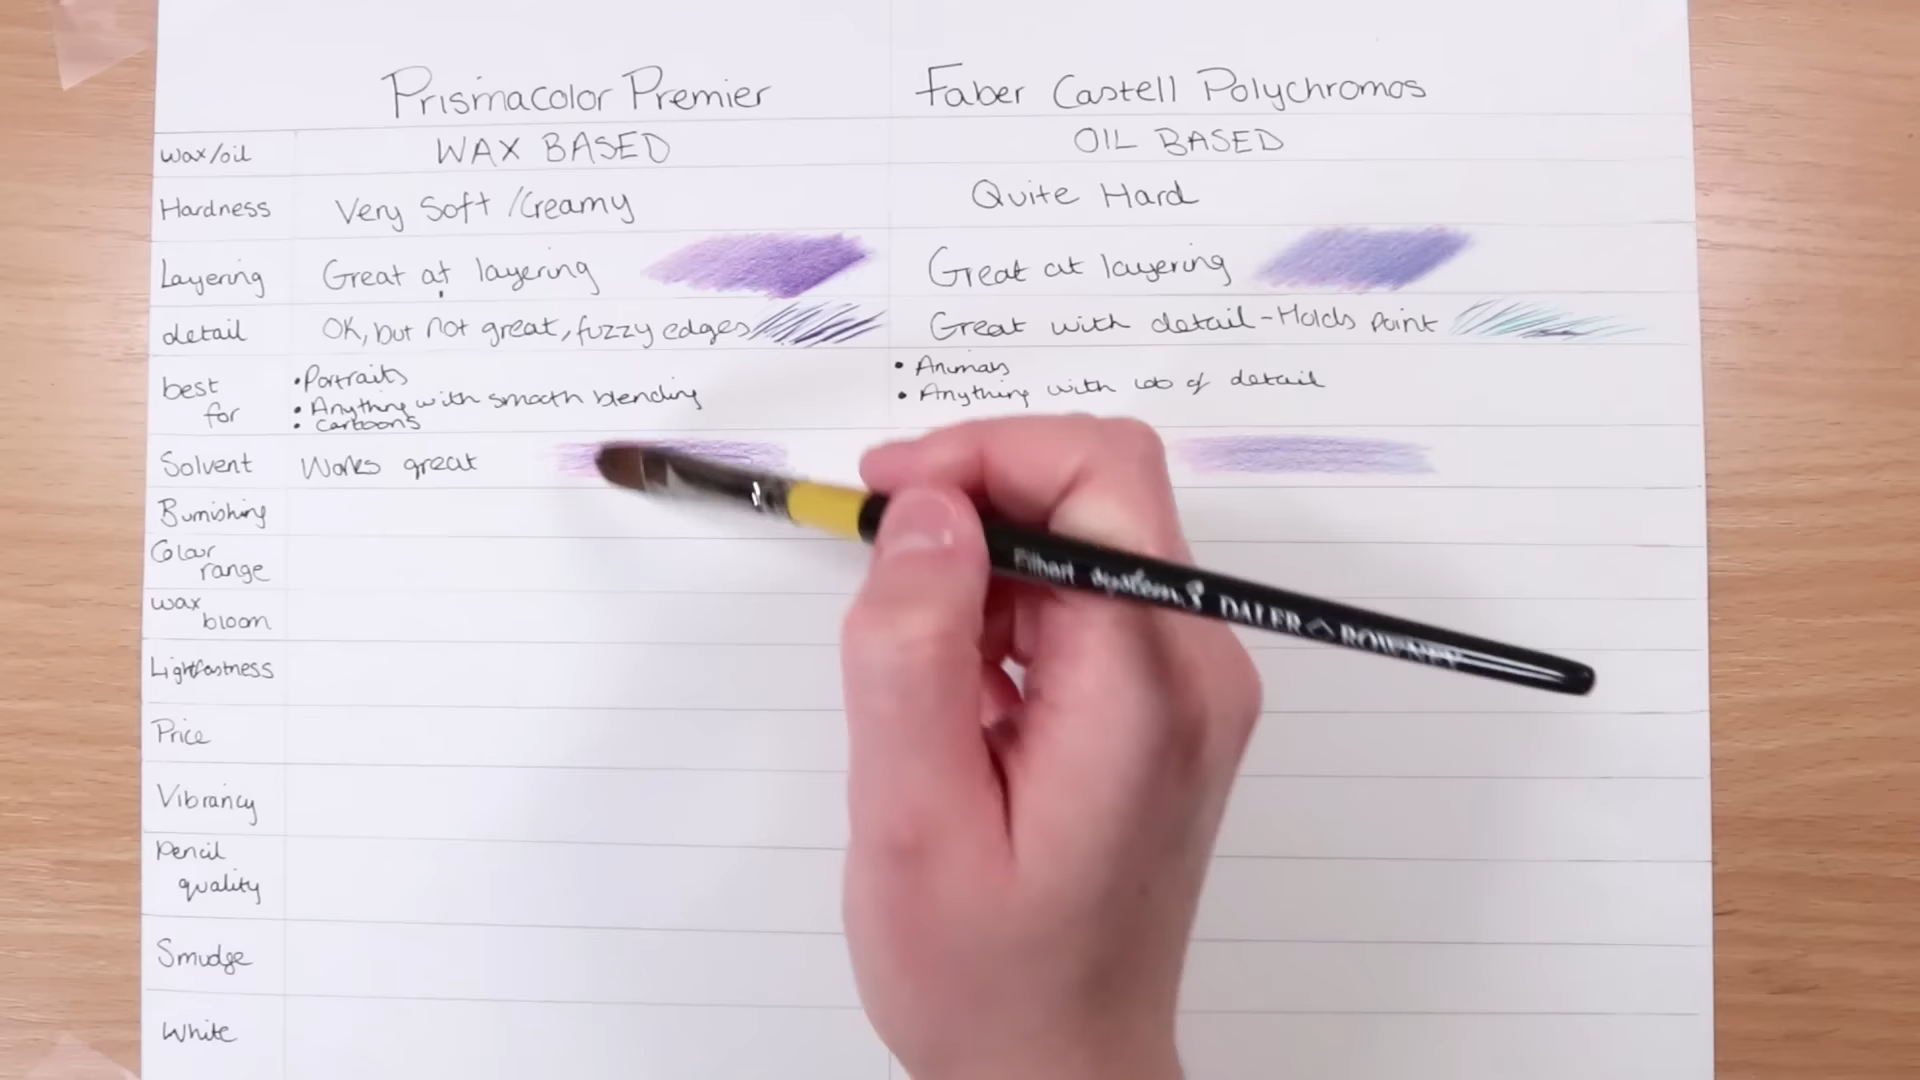 Prismacolor Premier
Faber Castell Polychromos
wax/oil
WAX BASED
OIL BASED
Hardness
Very Soft /Creamy
Quite Hard
Layering
Great at layering
Great at layering
detail
OK, but not great, fuzzy edges
Great with detail - Holds point
best
for
• Portraits
• Anything with smooth blending
• Cartoons
• Animals
• Anything with lots of detail
Solvent
Works great
Burnishing
Colour
range
wax
bloom
Lightfastness
Price
Vibrancy
Pencil
quality
Smudge
White
Filbert system 3 DALER ROWNEY